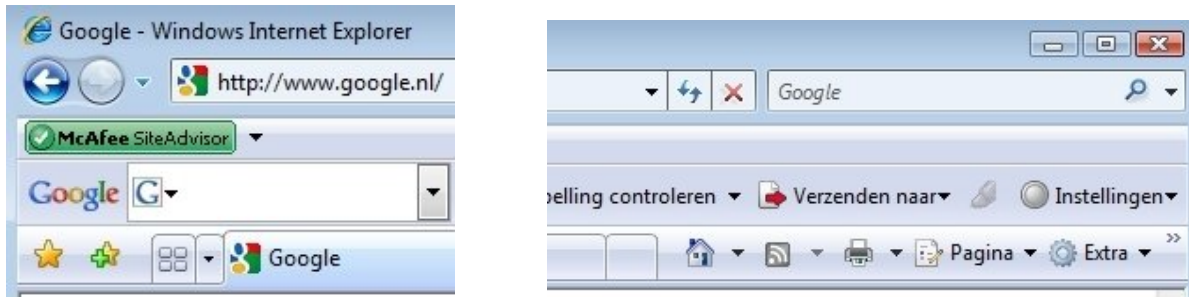 Google - Windows Internet Explorer
http://www.google.nl/
McAfee SiteAdvisor
Google G
Google
Google
controleren Verzenden naar Instellingen
Pagina Extra